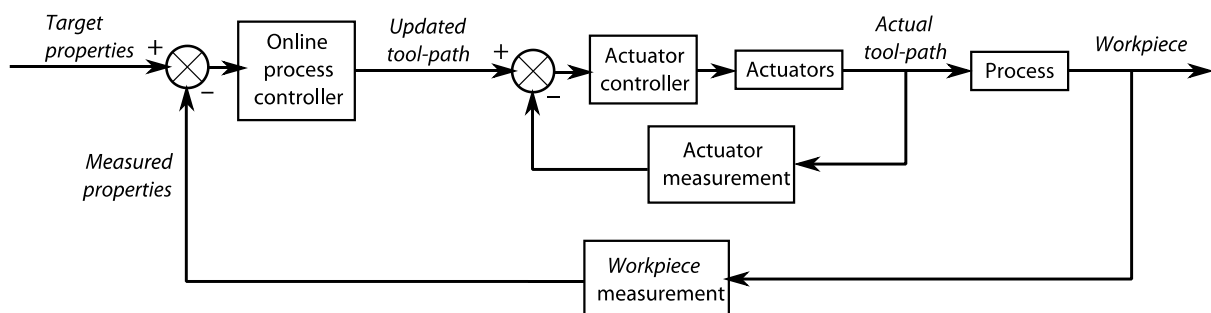 Target
properties
+
−
Online
process
controller
Updated
tool-path
+
−
Actuator
controller
Actuators
Actual
tool-path
Process
Workpiece
Actuator
measurement
Measured
properties
Workpiece
measurement